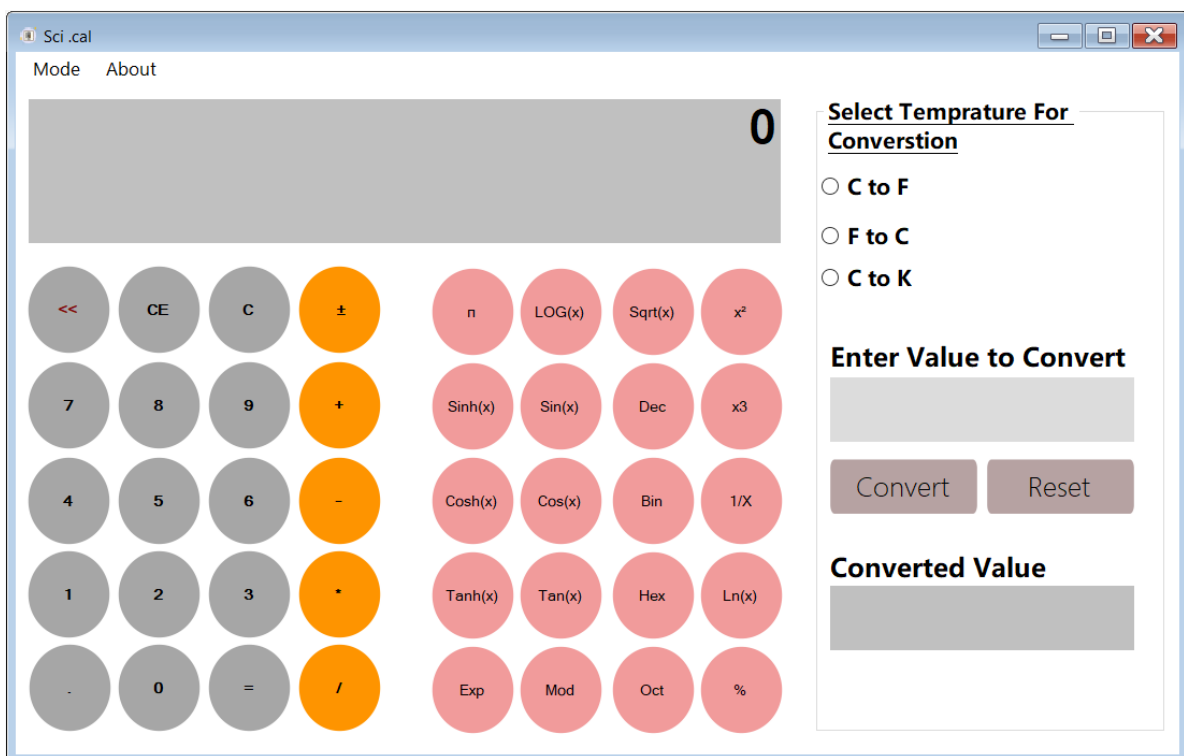 Sci .cal
Mode About
0
Select Temprature For
Converstion
C to F
F to C
C to K
<< CE C ± п LOG(x) Sqrt(x) x²
7 8 9 + Sinh(x) Sin(x) Dec x3
4 5 6 - Cosh(x) Cos(x) Bin 1/X
1 2 3 * Tanh(x) Tan(x) Hex Ln(x)
. 0 = / Exp Mod Oct %
Enter Value to Convert
Convert Reset
Converted Value